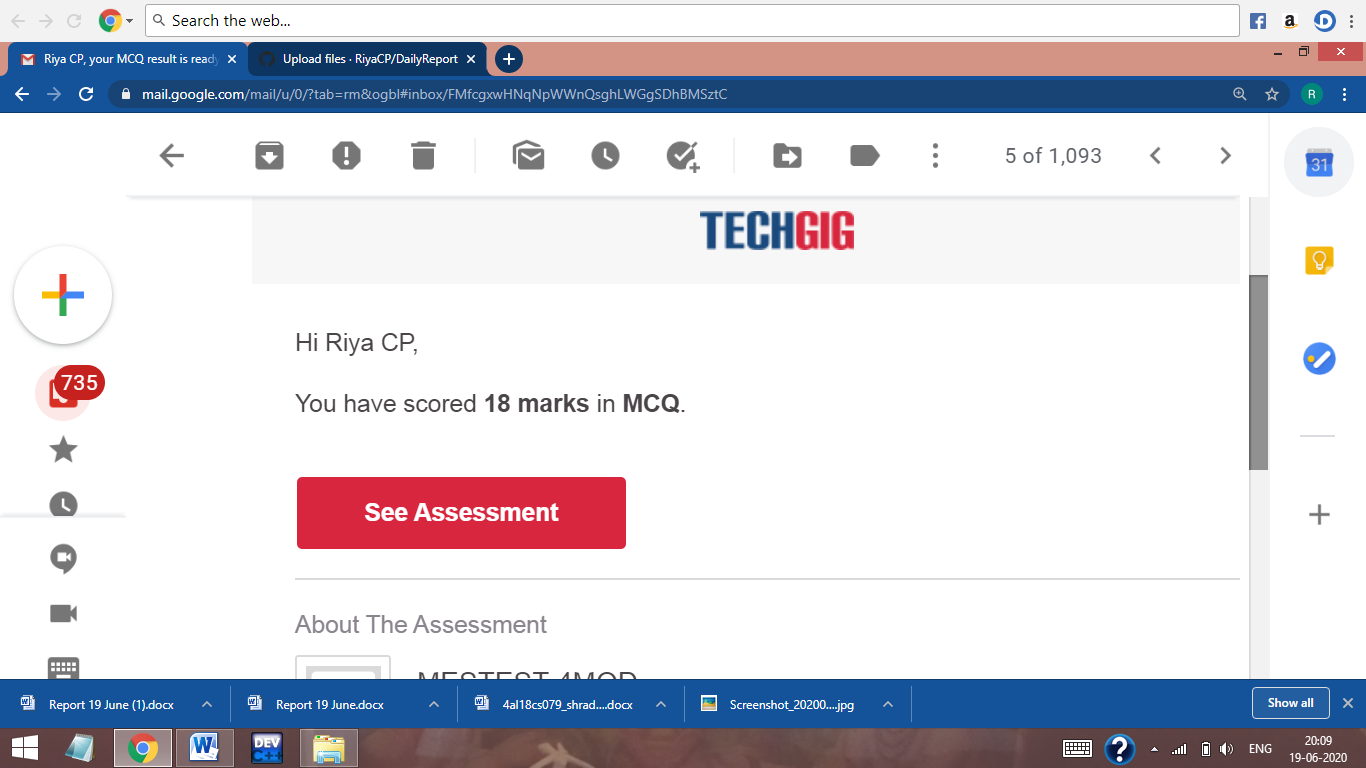 Search the web...
Riya CP, your MCQ result is ready
Upload files · RiyaCP/DailyReport
mail.google.com/mail/u/0/?tab=rm&ogbl#inbox/FMfcgxwHNqNpWWnQsghLWGgSDhBMSztC
R
5 of 1,093
31
TECHGIG
Hi Riya CP,
735
You have scored 18 marks in MCQ.
See Assessment
About The Assessment
MESTEST 4MOD
Report 19 June (1).docx
Report 19 June.docx
4al18cs079_shrad....docx
Screenshot_20200....jpg
Show all
DEV
C++
ENG
20:09
19-06-2020